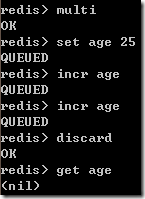 redis> multi
OK
redis> set age 25
QUEUED
redis> incr age
QUEUED
redis> incr age
QUEUED
redis> discard
OK
redis> get age
(nil)